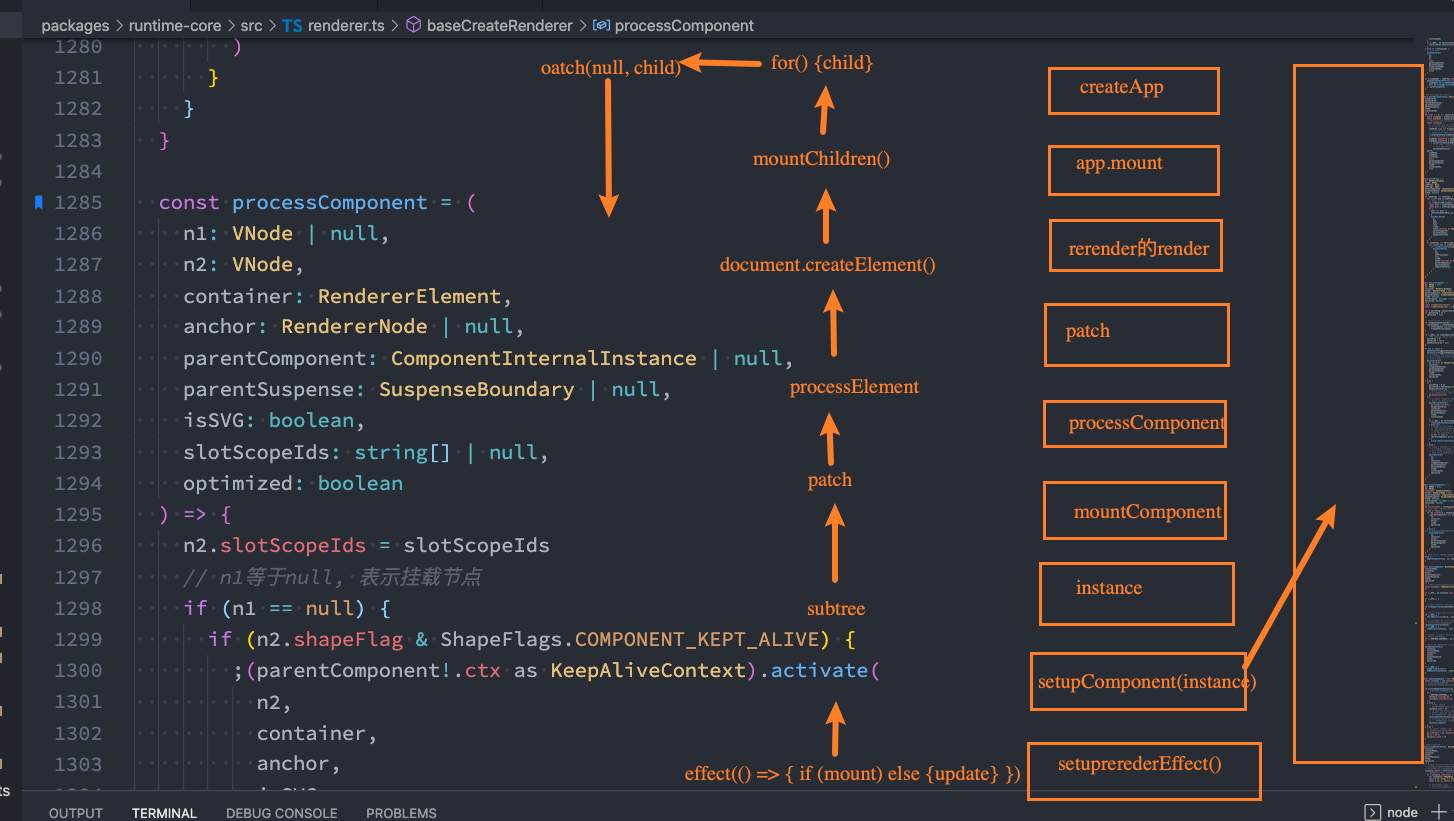 packages > runtime-core > src > TS renderer.ts > baseCreateRenderer > processComponent
1280 )
1281 }
1282 }
1283 }
1284
1285 const processComponent = (
1286 n1: VNode | null,
1287 n2: VNode,
1288 container: RendererElement,
1289 anchor: RendererNode | null,
1290 parentComponent: ComponentInternalInstance | null,
1291 parentSuspense: SuspenseBoundary | null,
1292 isSVG: boolean,
1293 slotScopeIds: string[] | null,
1294 optimized: boolean
1295 ) => {
1296 n2.slotScopeIds = slotScopeIds
1297 // n1等于null, 表示挂载节点
1298 if (n1 == null) {
1299 if (n2.shapeFlag & ShapeFlags.COMPONENT_KEPT_ALIVE) {
1300 ;(parentComponent!.ctx as KeepAliveContext).activate(
1301 n2,
1302 container,
1303 anchor,
oatch(null, child)
for() {child}
mountChildren()
document.createElement()
processElement
patch
subtree
effect(() => { if (mount) else {update} })
createApp
app.mount
rerender的render
patch
processComponent
mountComponent
instance
setupComponent(instance)
setuprerederEffect()
ts
OUTPUT TERMINAL DEBUG CONSOLE PROBLEMS
node